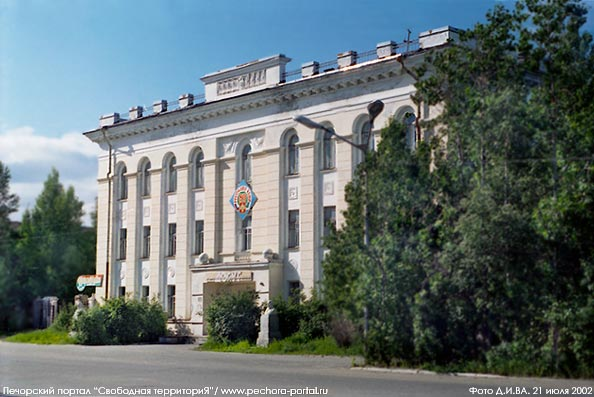 Печорский портал "Свободная территориЯ"/ www.pechora-portal.ru
Фото Д.И.ВА. 21 июля 2002